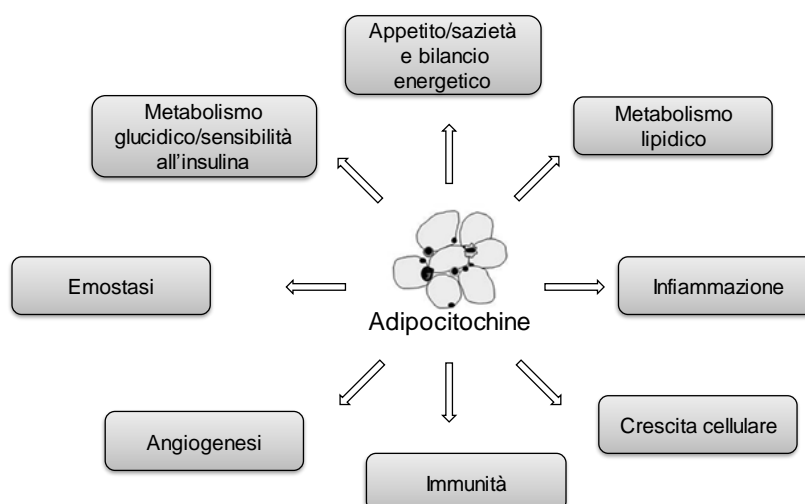 Appetito/sazietà
e bilancio
energetico
Metabolismo
glucidico/sensibilità
all'insulina
Metabolismo
lipidico
Emostasi
Adipocitochine
Infiammazione
Angiogenesi
Immunità
Crescita cellulare